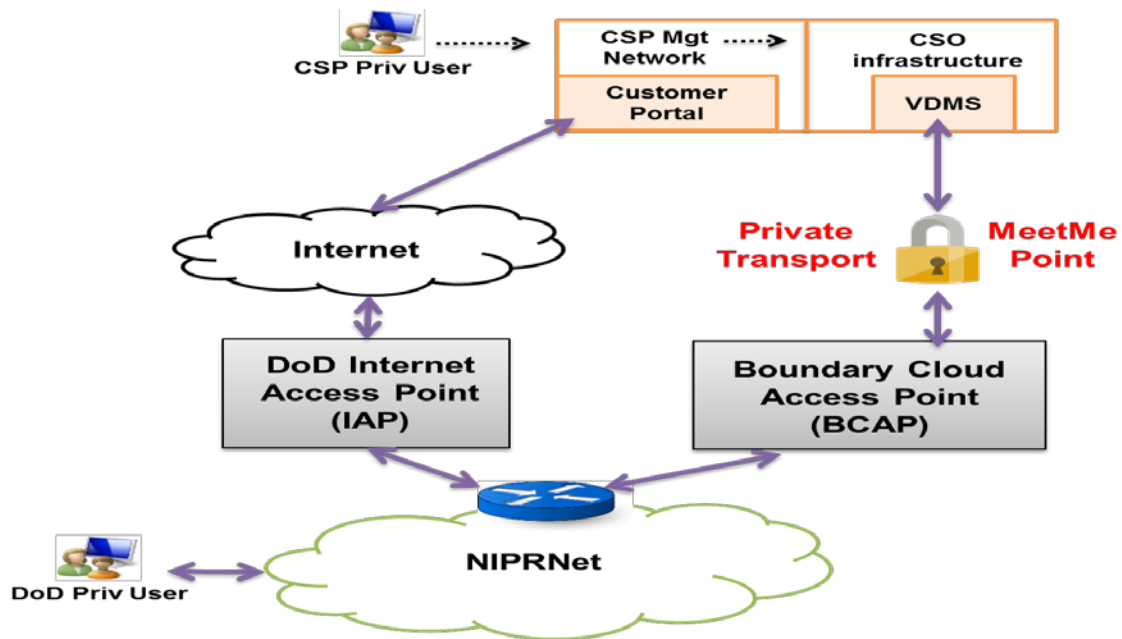 CSP Priv User
CSP Mgt
Network
Customer
Portal
CSO
infrastructure
VDMS
Internet
Private
Transport
MeetMe
Point
DoD Internet
Access Point
(IAP)
Boundary Cloud
Access Point
(BCAP)
NIPRNet
DoD Priv User